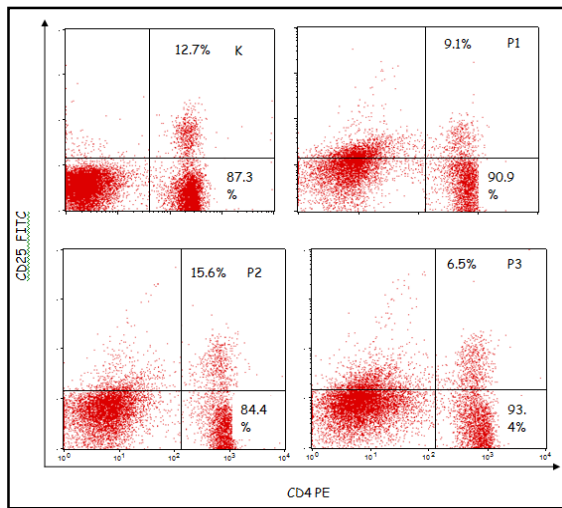 12.7% K
87.3
%
9.1% P1
90.9
%
15.6% P2
84.4
%
6.5% P3
93.
4%
CD25 FITC
10⁰ 10¹ 10² 10³ 10⁴
10⁰ 10¹ 10² 10³ 10⁴
CD4 PE